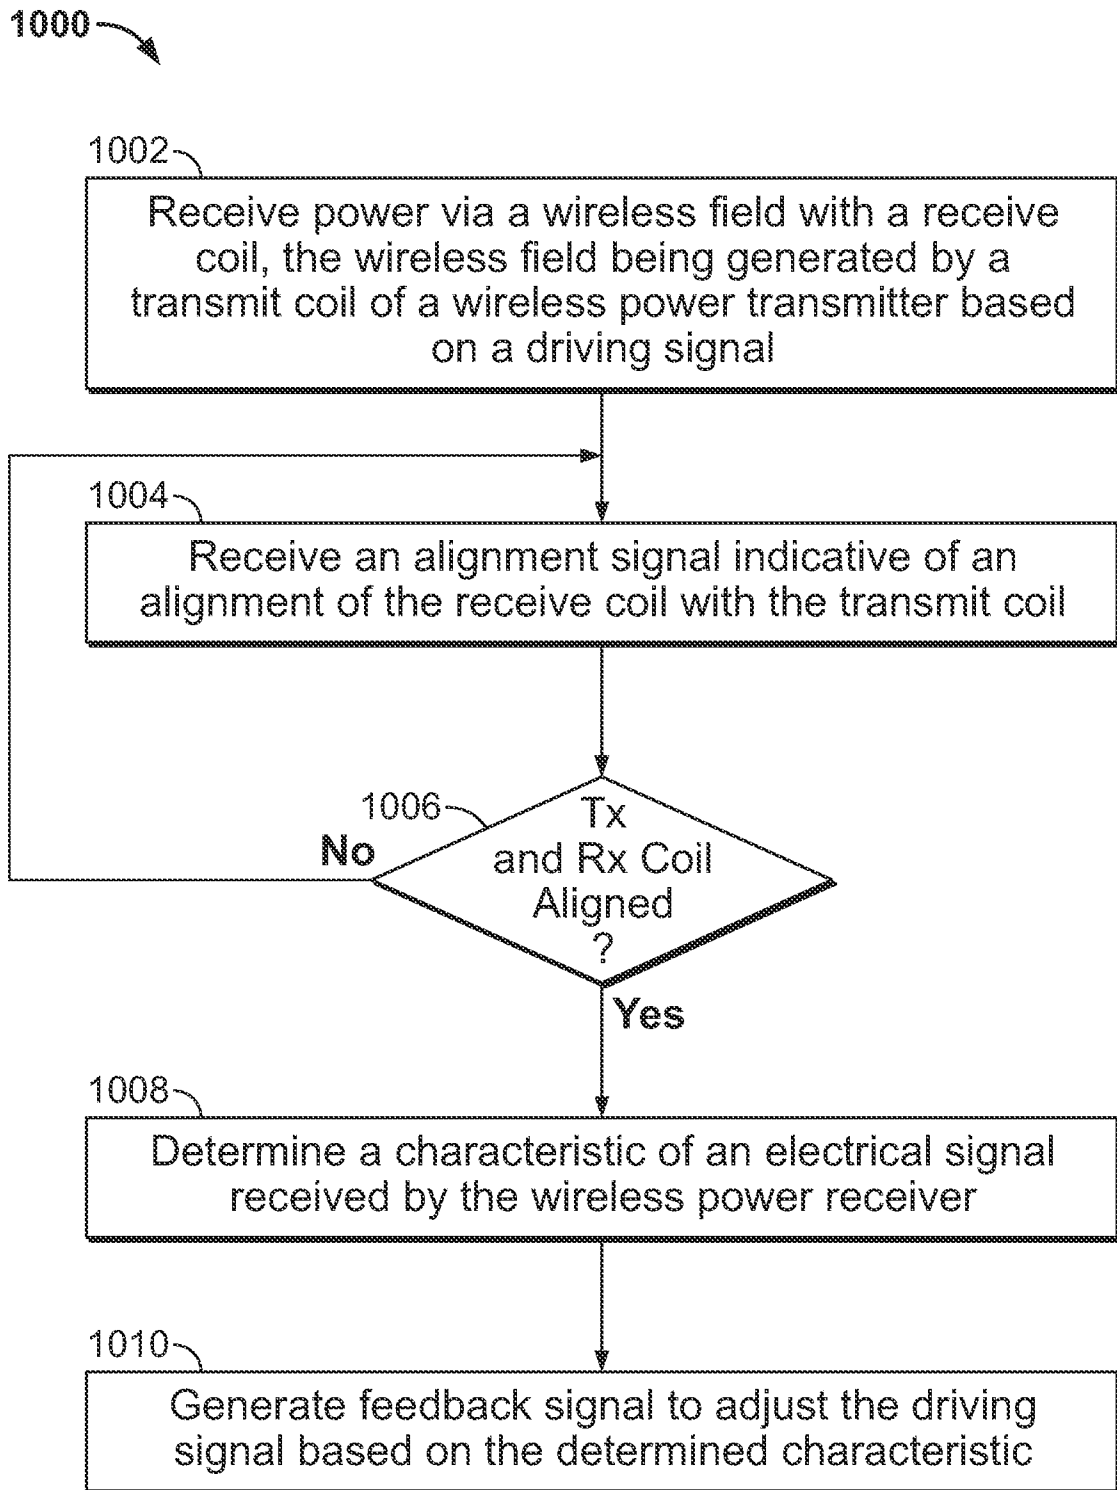 1000
1002
Receive power via a wireless field with a receive
coil, the wireless field being generated by a
transmit coil of a wireless power transmitter based
on a driving signal
1004
Receive an alignment signal indicative of an
alignment of the receive coil with the transmit coil
1006
Tx
and Rx Coil
Aligned
?
No
Yes
1008
Determine a characteristic of an electrical signal
received by the wireless power receiver
1010
Generate feedback signal to adjust the driving
signal based on the determined characteristic